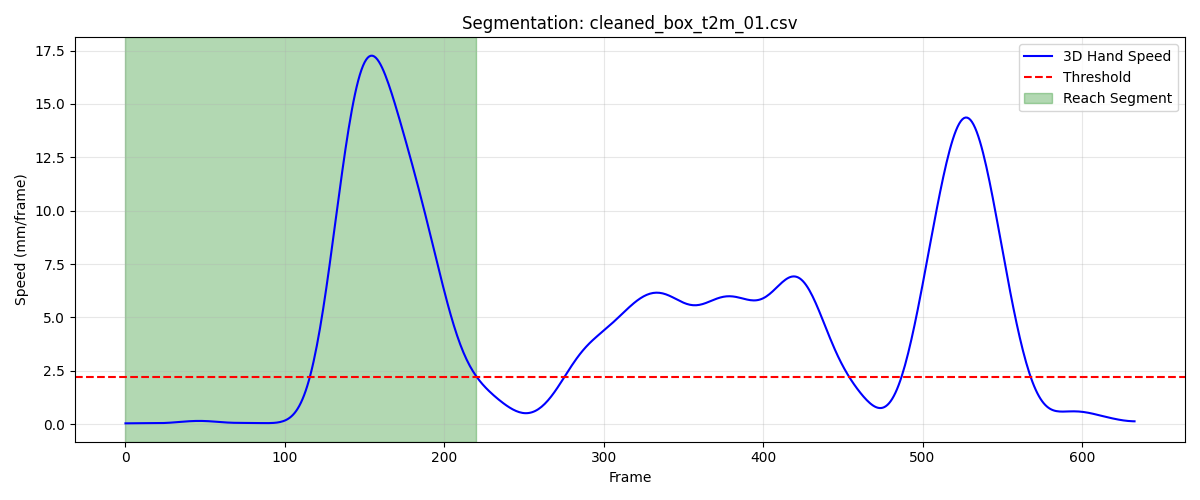 Segmentation: cleaned_box_t2m_01.csv
3D Hand Speed
Threshold
Reach Segment
Speed (mm/frame)
17.5
15.0
12.5
10.0
7.5
5.0
2.5
0.0
0 100 200 300 400 500 600
Frame